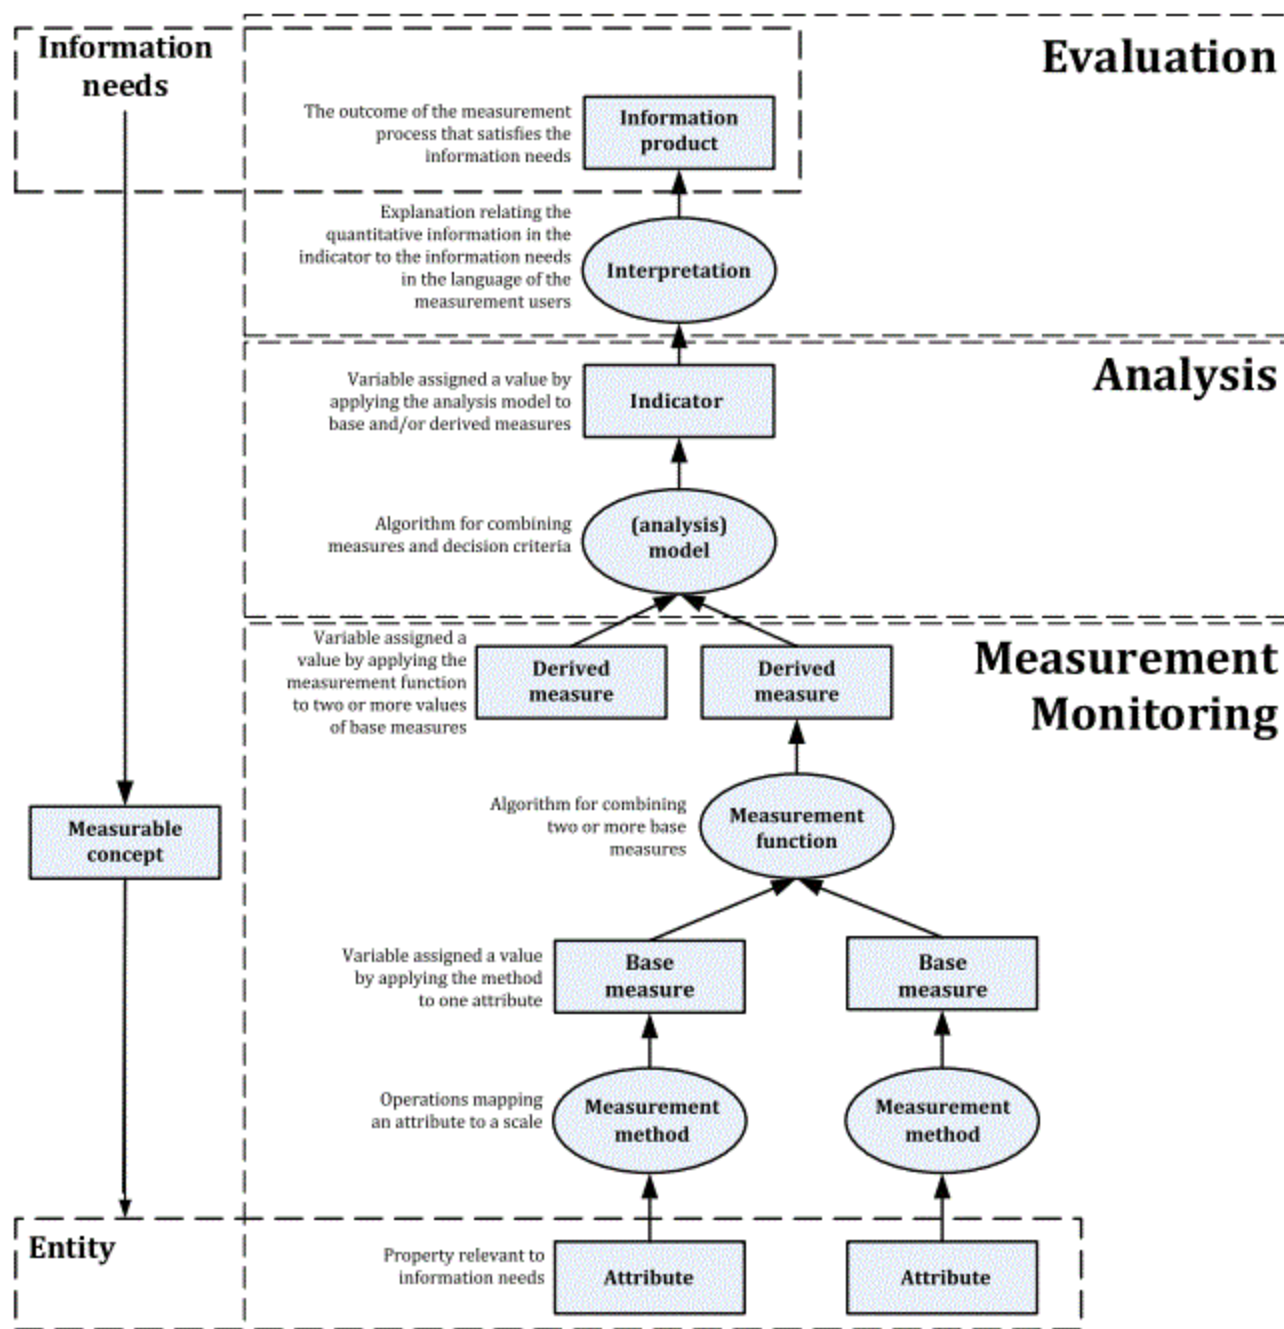 Information
needs
Evaluation
The outcome of the measurement
process that satisfies the
information needs
Information
product
Explanation relating the
quantitative information in the
indicator to the information needs
in the language of the
measurement users
Interpretation
Analysis
Variable assigned a value by
applying the analysis model to
base and/or derived measures
Indicator
Algorithm for combining
measures and decision criteria
(analysis)
model
Measurement
Monitoring
Variable assigned a
value by applying the
measurement function
to two or more values
of base measures
Derived
measure
Derived
measure
Measurable
concept
Algorithm for combining
two or more base
measures
Measurement
function
Variable assigned a value
by applying the method
to one attribute
Base
measure
Base
measure
Operations mapping
an attribute to a scale
Measurement
method
Measurement
method
Entity
Property relevant to
information needs
Attribute
Attribute